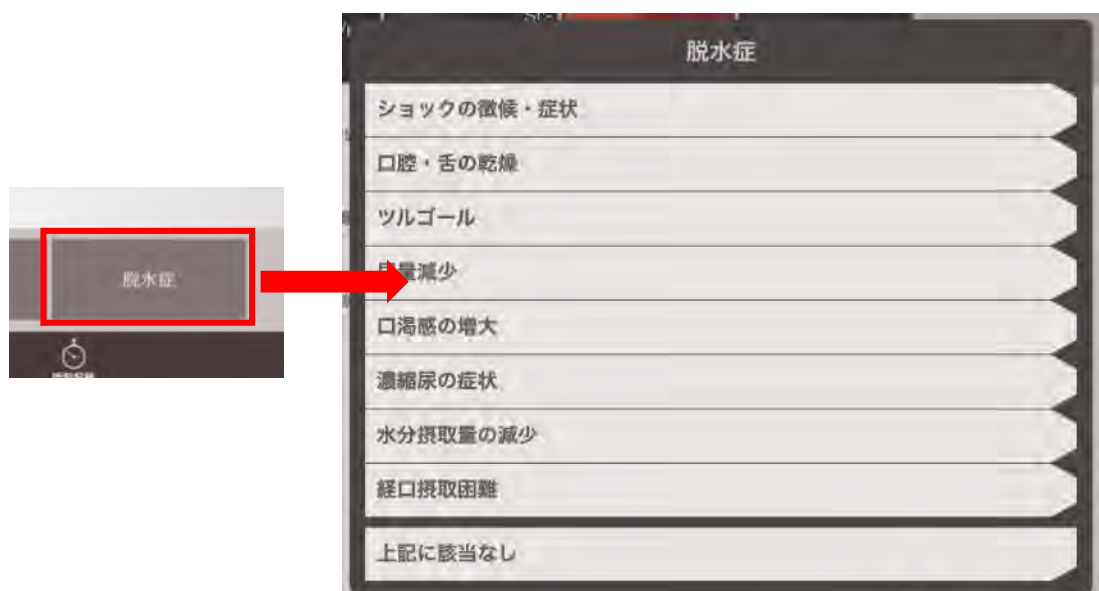 脱水症
脱水症
ショックの徴候・症状
口腔・舌の乾燥
ツルゴール
量減少
口渇感の増大
濃縮尿の症状
水分摂取量の減少
経口摂取困難
上記に該当なし